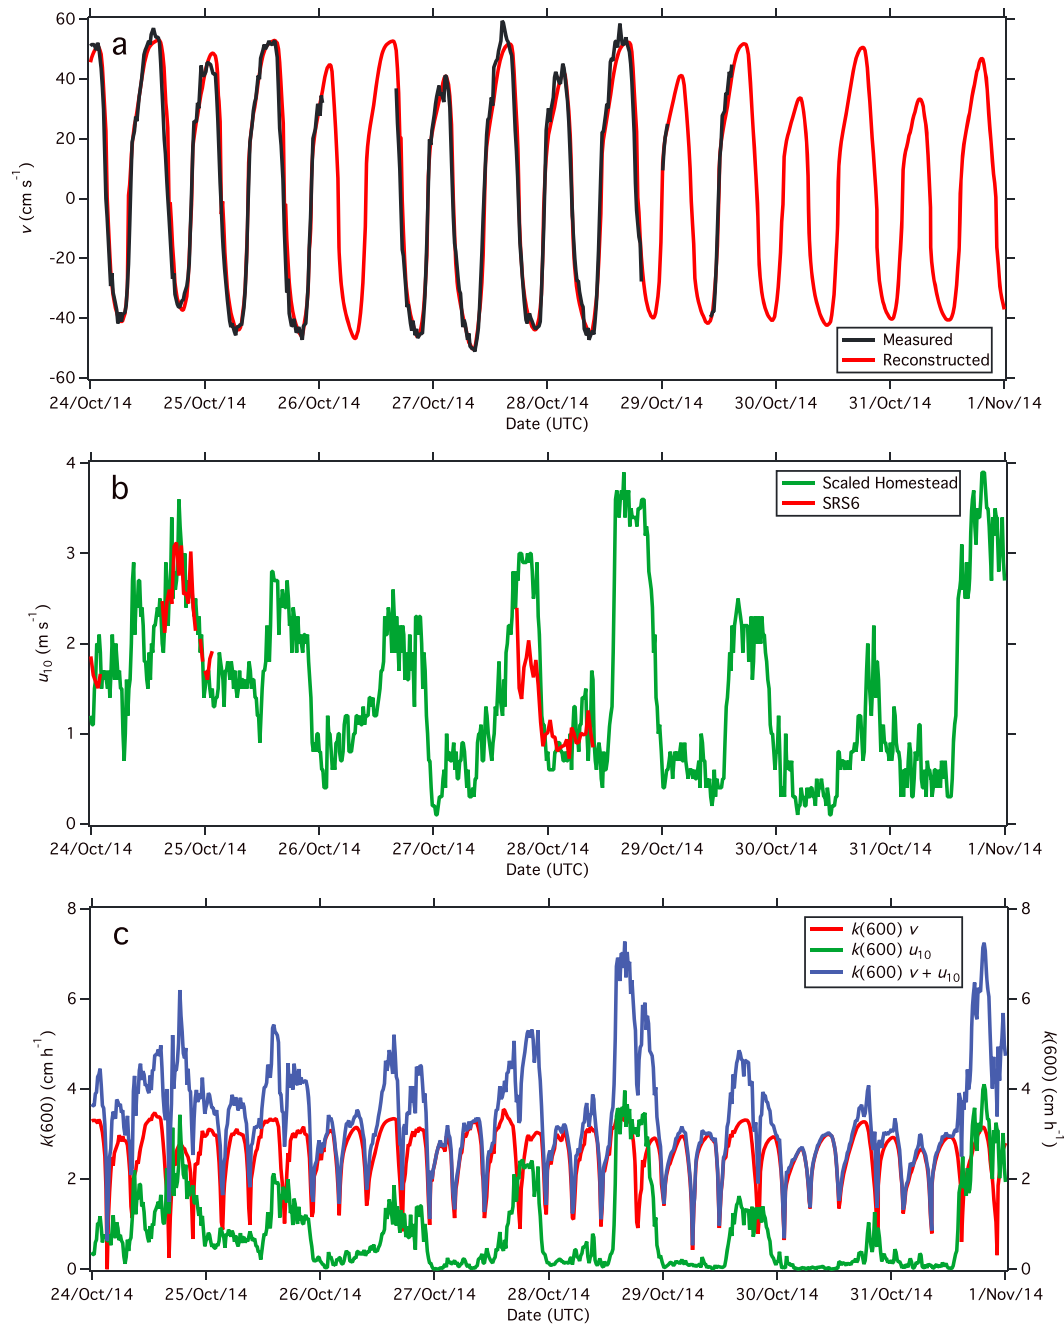 a
60
40
20
0
-20
-40
-60
v (cm s⁻¹)
Measured
Reconstructed
24/Oct/14 25/Oct/14 26/Oct/14 27/Oct/14 28/Oct/14 29/Oct/14 30/Oct/14 31/Oct/14 1/Nov/14
Date (UTC)
b
4
3
2
1
0
u₁₀ (m s⁻¹)
Scaled Homestead
SRS6
24/Oct/14 25/Oct/14 26/Oct/14 27/Oct/14 28/Oct/14 29/Oct/14 30/Oct/14 31/Oct/14 1/Nov/14
Date (UTC)
c
8
6
4
2
0
k(600) (cm h⁻¹)
k(600) v
k(600) u₁₀
k(600) v + u₁₀
8
6
4
2
0
k(600) (cm h⁻¹)
24/Oct/14 25/Oct/14 26/Oct/14 27/Oct/14 28/Oct/14 29/Oct/14 30/Oct/14 31/Oct/14 1/Nov/14
Date (UTC)